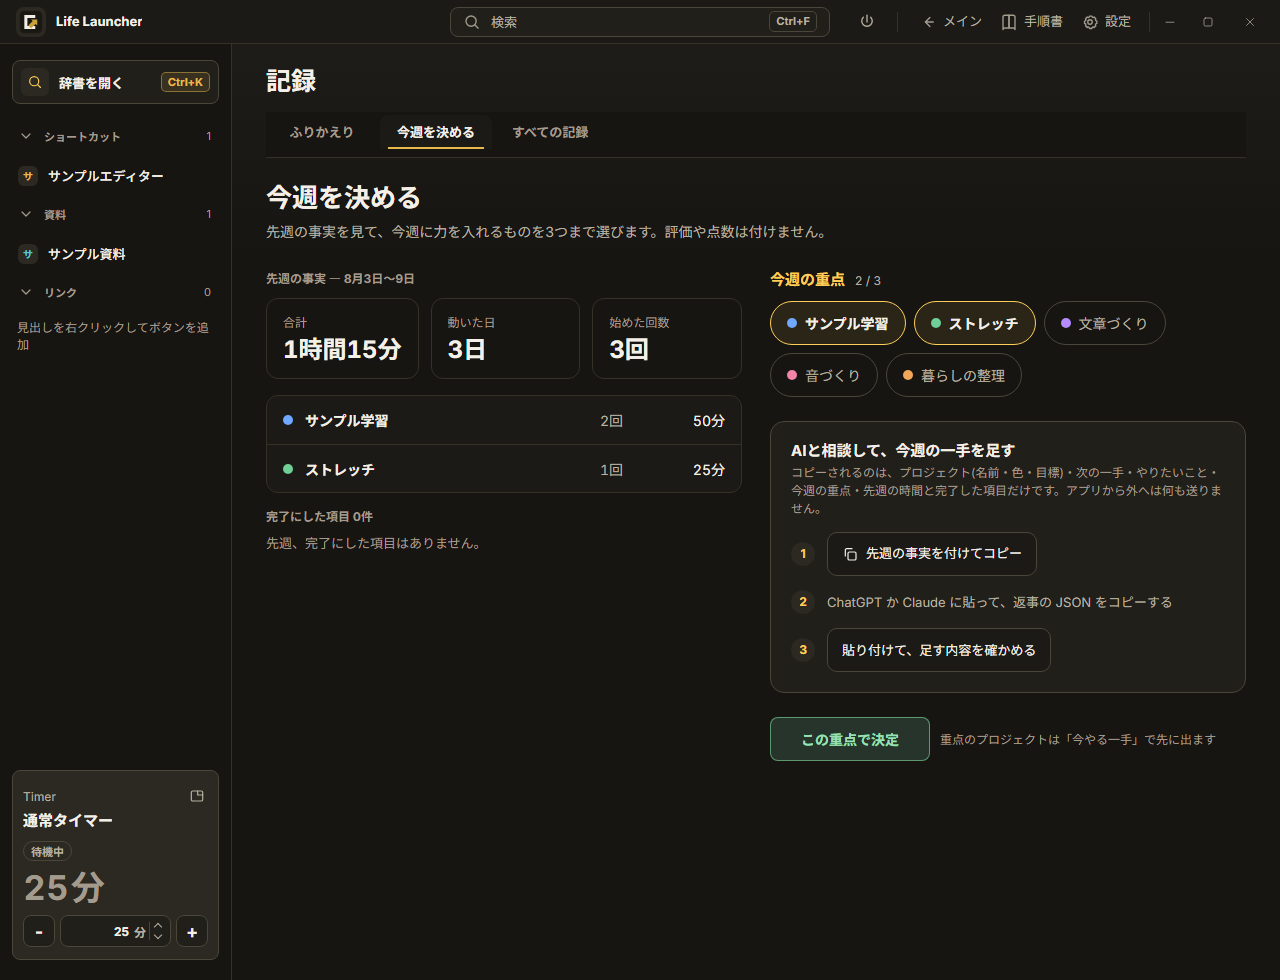 Life Launcher
検索
Ctrl+F
メイン
手順書
設定
辞書を開く
Ctrl+K
ショートカット 1
サ サンプルエディター
資料 1
サ サンプル資料
リンク 0
見出しを右クリックしてボタンを追
加
Timer
通常タイマー
待機中
25分
- 25 分 +
記録
ふりかえり 今週を決める すべての記録
今週を決める
先週の事実を見て、今週に力を入れるものを3つまで選びます。評価や点数は付けません。
先週の事実 — 8月3日〜9日
合計
1時間15分
動いた日
3日
始めた回数
3回
サンプル学習 2回 50分
ストレッチ 1回 25分
完了にした項目 0件
先週、完了にした項目はありません。
今週の重点 2 / 3
サンプル学習 ストレッチ 文章づくり
音づくり 暮らしの整理
AIと相談して、今週の一手を足す
コピーされるのは、プロジェクト(名前・色・目標)・次の一手・やりたいこと・
今週の重点・先週の時間と完了した項目だけです。アプリから外へは何も送りま
せん。
1 先週の事実を付けてコピー
2 ChatGPT か Claude に貼って、返事の JSON をコピーする
3 貼り付けて、足す内容を確かめる
この重点で決定 重点のプロジェクトは「今やる一手」で先に出ます